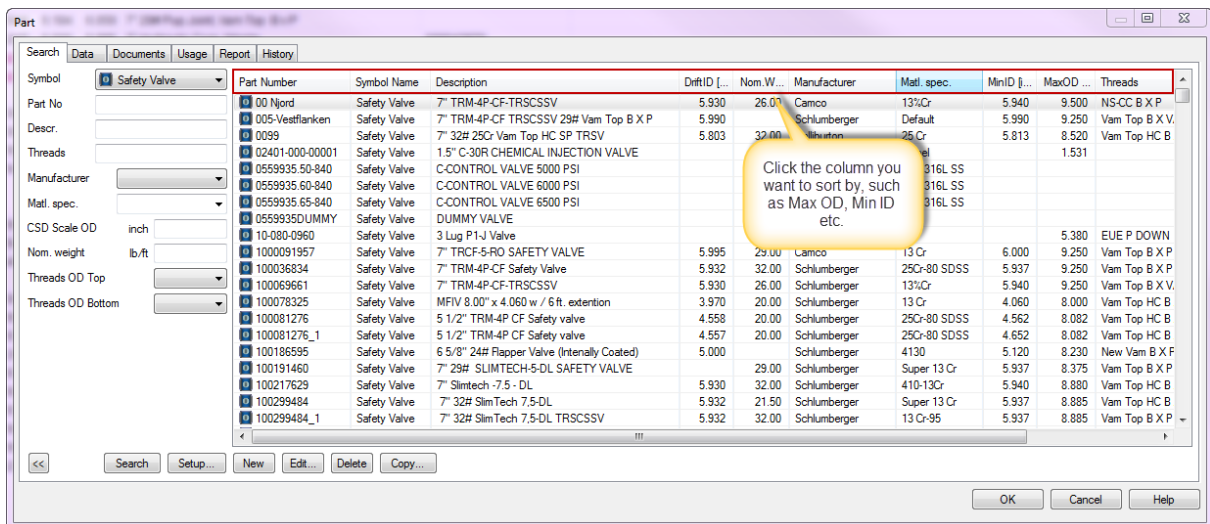 Part
Search Data Documents Usage Report History
Symbol Safety Valve
Part No
Descr.
Threads
Manufacturer
Matl. spec.
CSD Scale OD inch
Nom. weight lb/ft
Threads OD Top
Threads OD Bottom
Part Number Symbol Name Description DriftID [... Nom.W... Manufacturer Matl. spec. MinID [i... MaxOD ... Threads
00 Njord Safety Valve 7" TRM-4P-CF-TRSCSSV 5.930 26.00 Camco 13%Cr 5.940 9.500 NS-CC B X P
005-Vestflanken Safety Valve 7" TRM-4P-CF TRSCSSV 29# Vam Top B X P 5.990 Schlumberger Default 5.990 9.250 Vam Top B X V.
0099 Safety Valve 7" 32# 25Cr Vam Top HC SP TRSV 5.803 32.00 25 Cr 5.813 8.520 Vam Top HC B
02401-000-00001 Safety Valve 1.5" C-30R CHEMICAL INJECTION VALVE 1.531
0559935.50-840 Safety Valve C-CONTROL VALVE 5000 PSI 316L SS
0559935.60-840 Safety Valve C-CONTROL VALVE 6000 PSI 316L SS
0559935.65-840 Safety Valve C-CONTROL VALVE 6500 PSI 316L SS
0559935DUMMY Safety Valve DUMMY VALVE
10-080-0960 Safety Valve 3 Lug P1-J Valve 5.380 EUE P DOWN
1000091957 Safety Valve 7" TRCF-5-RO SAFETY VALVE 5.995 29.00 Camco 13 Cr 6.000 9.250 Vam Top B X P
100036834 Safety Valve 7" TRM-4P-CF Safety Valve 5.932 32.00 Schlumberger 25Cr-80 SDSS 5.937 9.250 Vam Top B X P
100069661 Safety Valve 7" TRM-4P-CF-TRSCSSV 5.930 26.00 Schlumberger 13%Cr 5.940 9.250 Vam Top B X V.
100078325 Safety Valve MFIV 8.00" x 4.060 w / 6 ft. extention 3.970 20.00 Schlumberger 13 Cr 4.060 8.000 Vam Top HC B
100081276 Safety Valve 5 1/2" TRM-4P CF Safety valve 4.558 20.00 Schlumberger 25Cr-80 SDSS 4.562 8.082 Vam Top HC B
100081276_1 Safety Valve 5 1/2" TRM-4P CF Safety valve 4.557 20.00 Schlumberger 25Cr-80 SDSS 4.652 8.082 Vam Top HC B
100186595 Safety Valve 6 5/8" 24# Flapper Valve (Intenally Coated) 5.000 Schlumberger 4130 5.120 8.230 New Vam B X P
100191460 Safety Valve 7" 29# SLIMTECH-5-DL SAFETY VALVE 29.00 Schlumberger Super 13 Cr 5.937 8.375 Vam Top B X P
100217629 Safety Valve 7" Slimtech -7.5 - DL 5.930 32.00 Schlumberger 410-13Cr 5.940 8.880 Vam Top HC B
100299484 Safety Valve 7" 32# SlimTech 7,5-DL 5.932 21.50 Schlumberger Super 13 Cr 5.937 8.885 Vam Top HC B
100299484_1 Safety Valve 7" 32# SlimTech 7,5-DL TRSCSSV 5.932 32.00 Schlumberger 13 Cr-95 5.937 8.885 Vam Top B X P
Click the column you
want to sort by, such
as Max OD, Min ID
etc.
<< Search Setup... New Edit... Delete Copy...
OK Cancel Help